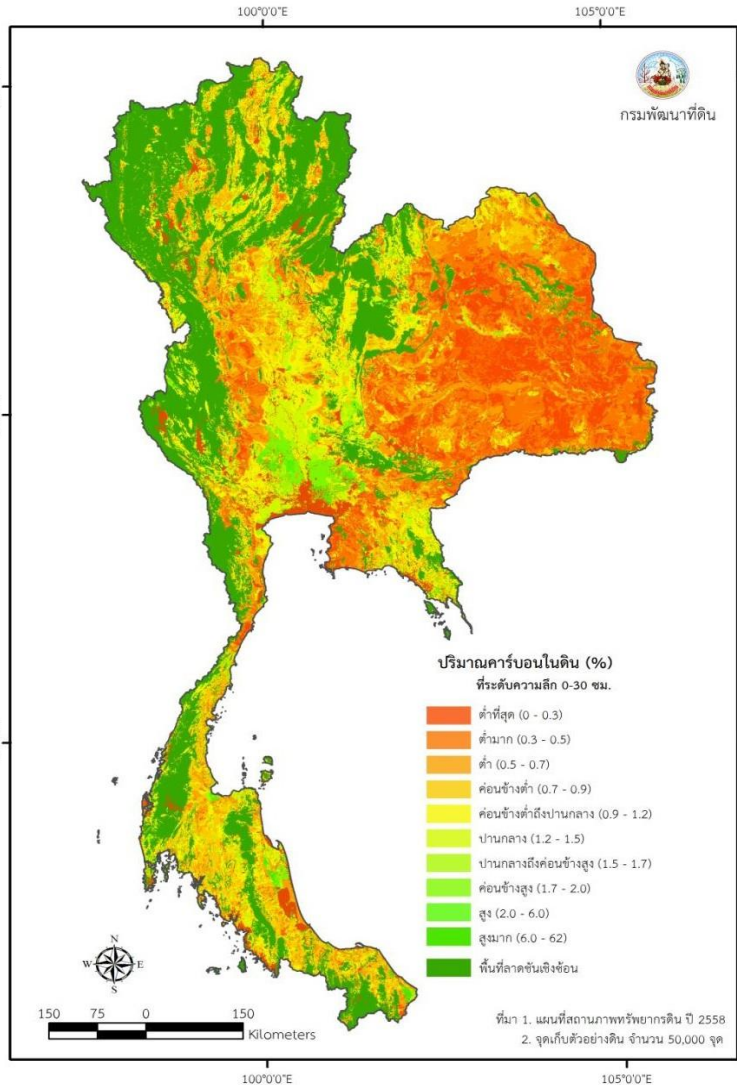 100°0'0"E
105°0'0"E
กรมพัฒนาที่ดิน
ปริมาณคาร์บอนในดิน (%)
ที่ระดับความลึก 0-30 ซม.
ต่ำที่สุด (0 - 0.3)
ต่ำมาก (0.3 - 0.5)
ต่ำ (0.5 - 0.7)
ค่อนข้างต่ำ (0.7 - 0.9)
ค่อนข้างต่ำถึงปานกลาง (0.9 - 1.2)
ปานกลาง (1.2 - 1.5)
ปานกลางถึงค่อนข้างสูง (1.5 - 1.7)
ค่อนข้างสูง (1.7 - 2.0)
สูง (2.0 - 6.0)
สูงมาก (6.0 - 62)
พื้นที่ลาดชันเชิงซ้อน
N
W E
S
150 75 0 150
Kilometers
ที่มา 1. แผนที่สถานภาพทรัพยากรดิน ปี 2558
2. จุดเก็บตัวอย่างดิน จำนวน 50,000 จุด
100°0'0"E
105°0'0"E